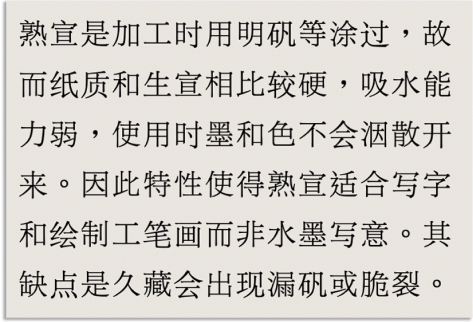 熟宣是加工时用明矾等涂过，故
而纸质和生宣相比较硬，吸水能
力弱，使用时墨和色不会洇散开
来。因此特性使得熟宣适合写字
和绘制工笔画而非水墨写意。其
缺点是久藏会出现漏矾或脆裂。